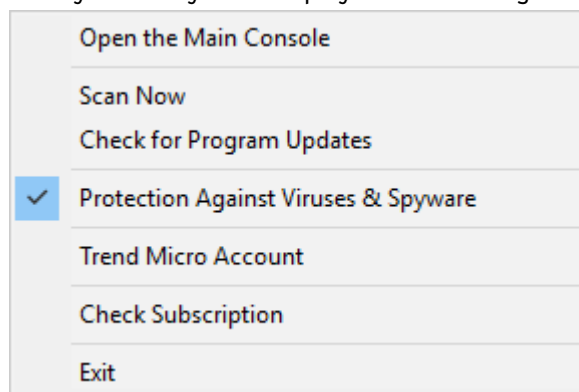 Open the Main Console
Scan Now
Check for Program Updates
Protection Against Viruses & Spyware
Trend Micro Account
Check Subscription
Exit